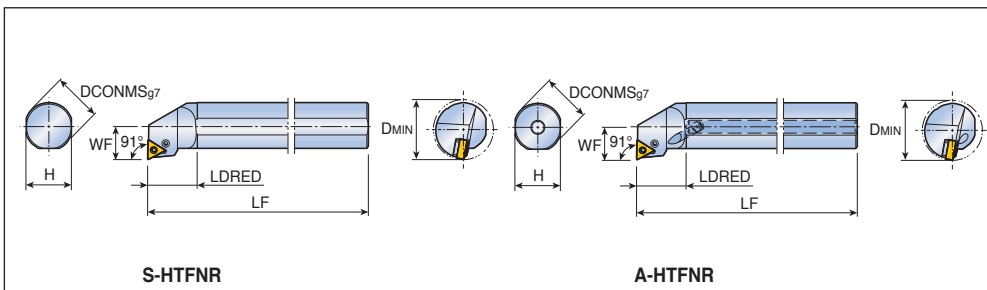 DCONMSg7
DMIN
WF
91°
H
LDRED
LF
S-HTFNR
DCONMSg7
DMIN
WF
91°
H
LDRED
LF
A-HTFNR